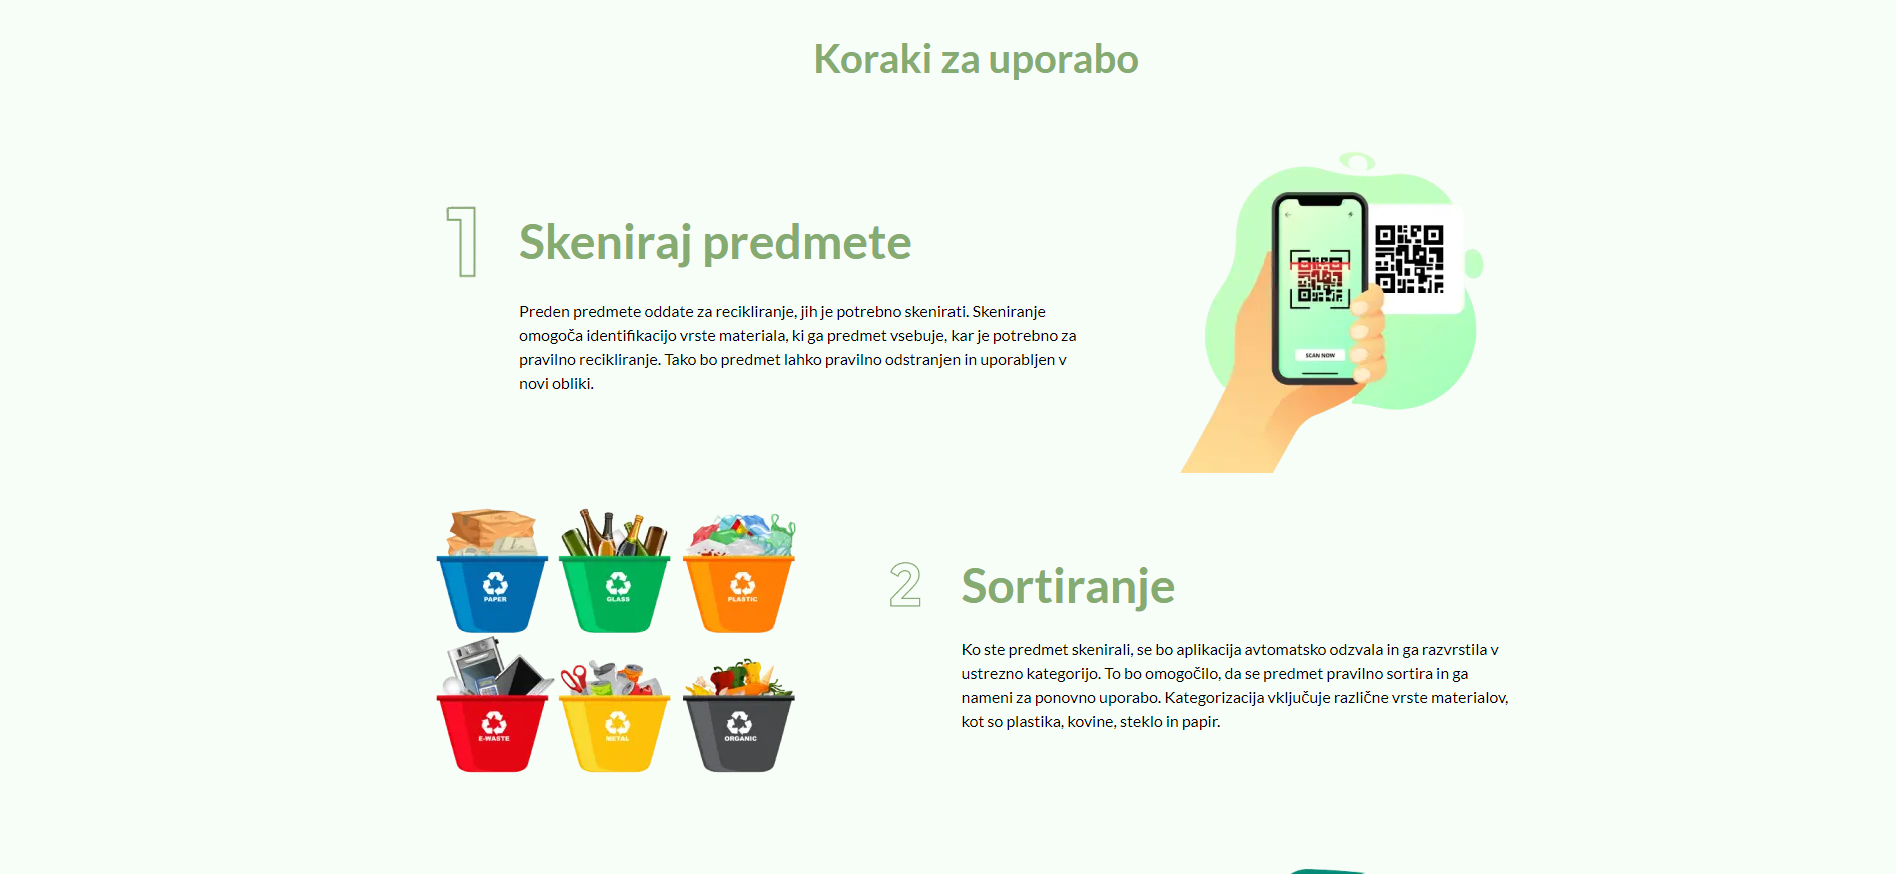 Koraki za uporabo
1
Skeniraj predmete
Preden predmete oddate za recikliranje, jih je potrebno skenirati. Skeniranje
omogoča identifikacijo vrste materiala, ki ga predmet vsebuje, kar je potrebno za
pravilno recikliranje. Tako bo predmet lahko pravilno odstranjen in uporabljen v
novi obliki.
SCAN NOW
PAPER
GLASS
PLASTIC
E-WASTE
METAL
ORGANIC
2
Sortiranje
Ko ste predmet skenirali, se bo aplikacija avtomatsko odzvala in ga razvrstila v
ustrezno kategorijo. To bo omogočilo, da se predmet pravilno sortira in ga
nameni za ponovno uporabo. Kategorizacija vključuje različne vrste materialov,
kot so plastika, kovine, steklo in papir.